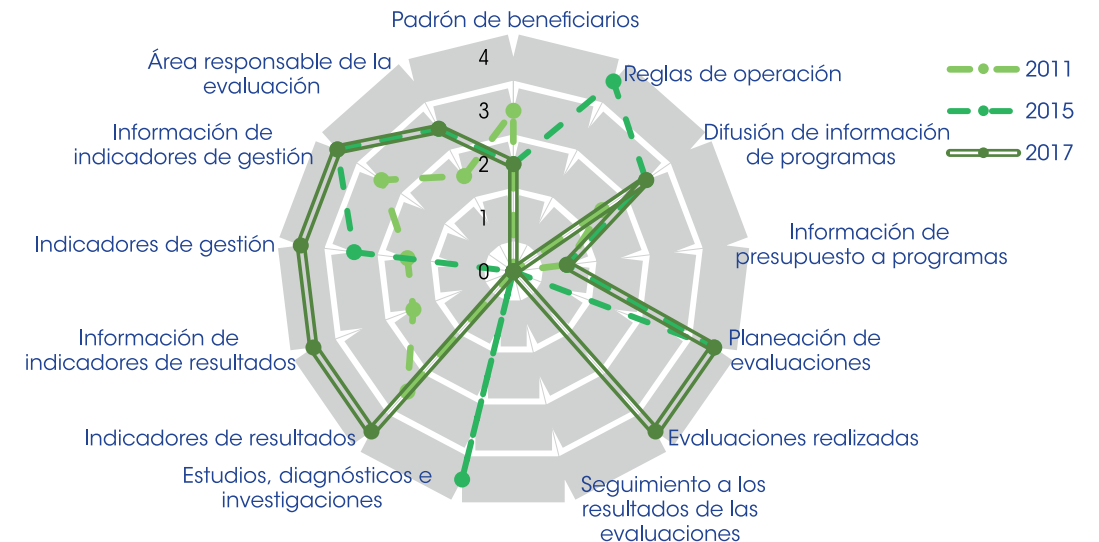 Padrón de beneficiarios
Reglas de operación
Difusión de información
de programas
Información de
presupuesto a programas
Planeación de
evaluaciones
Evaluaciones realizadas
Seguimiento a los
resultados de las
evaluaciones
Estudios, diagnósticos e
investigaciones
Indicadores de resultados
Información de
indicadores de resultados
Indicadores de gestión
Información de
indicadores de gestión
Área responsable de la
evaluación
4
3
2
1
0
2011
2015
2017